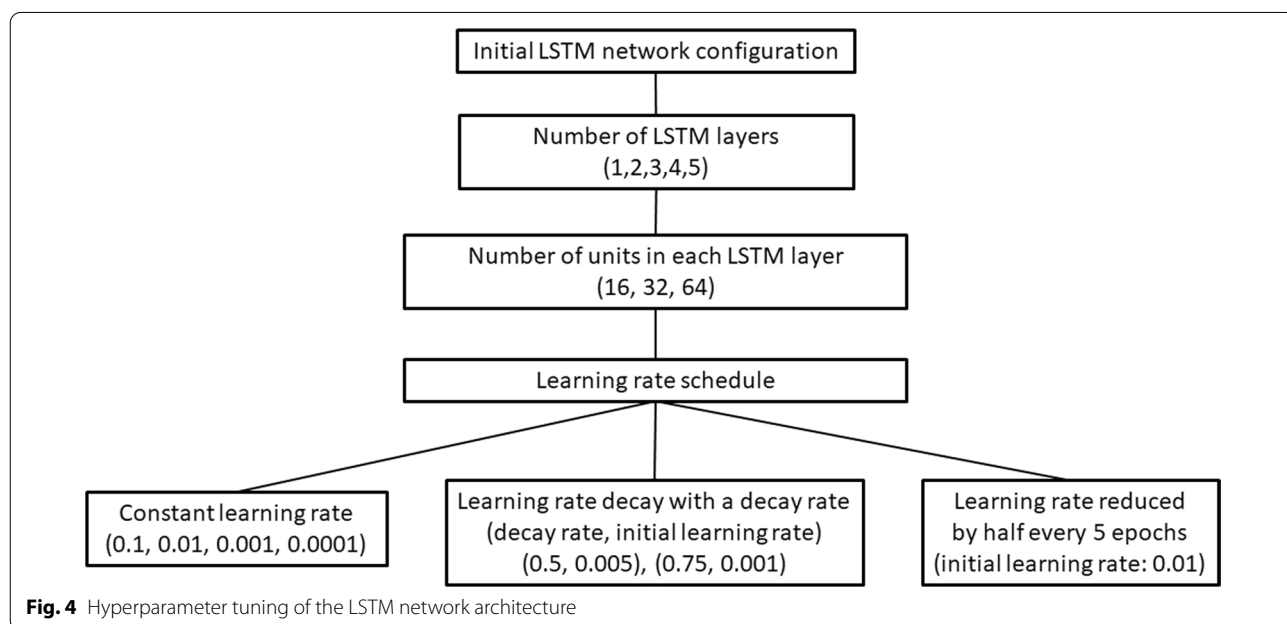 Initial LSTM network configuration
Number of LSTM layers
(1,2,3,4,5)
Number of units in each LSTM layer
(16, 32, 64)
Learning rate schedule
Constant learning rate
(0.1, 0.01, 0.001, 0.0001)
Learning rate decay with a decay rate
(decay rate, initial learning rate)
(0.5, 0.005), (0.75, 0.001)
Learning rate reduced
by half every 5 epochs
(initial learning rate: 0.01)
Fig. 4 Hyperparameter tuning of the LSTM network architecture